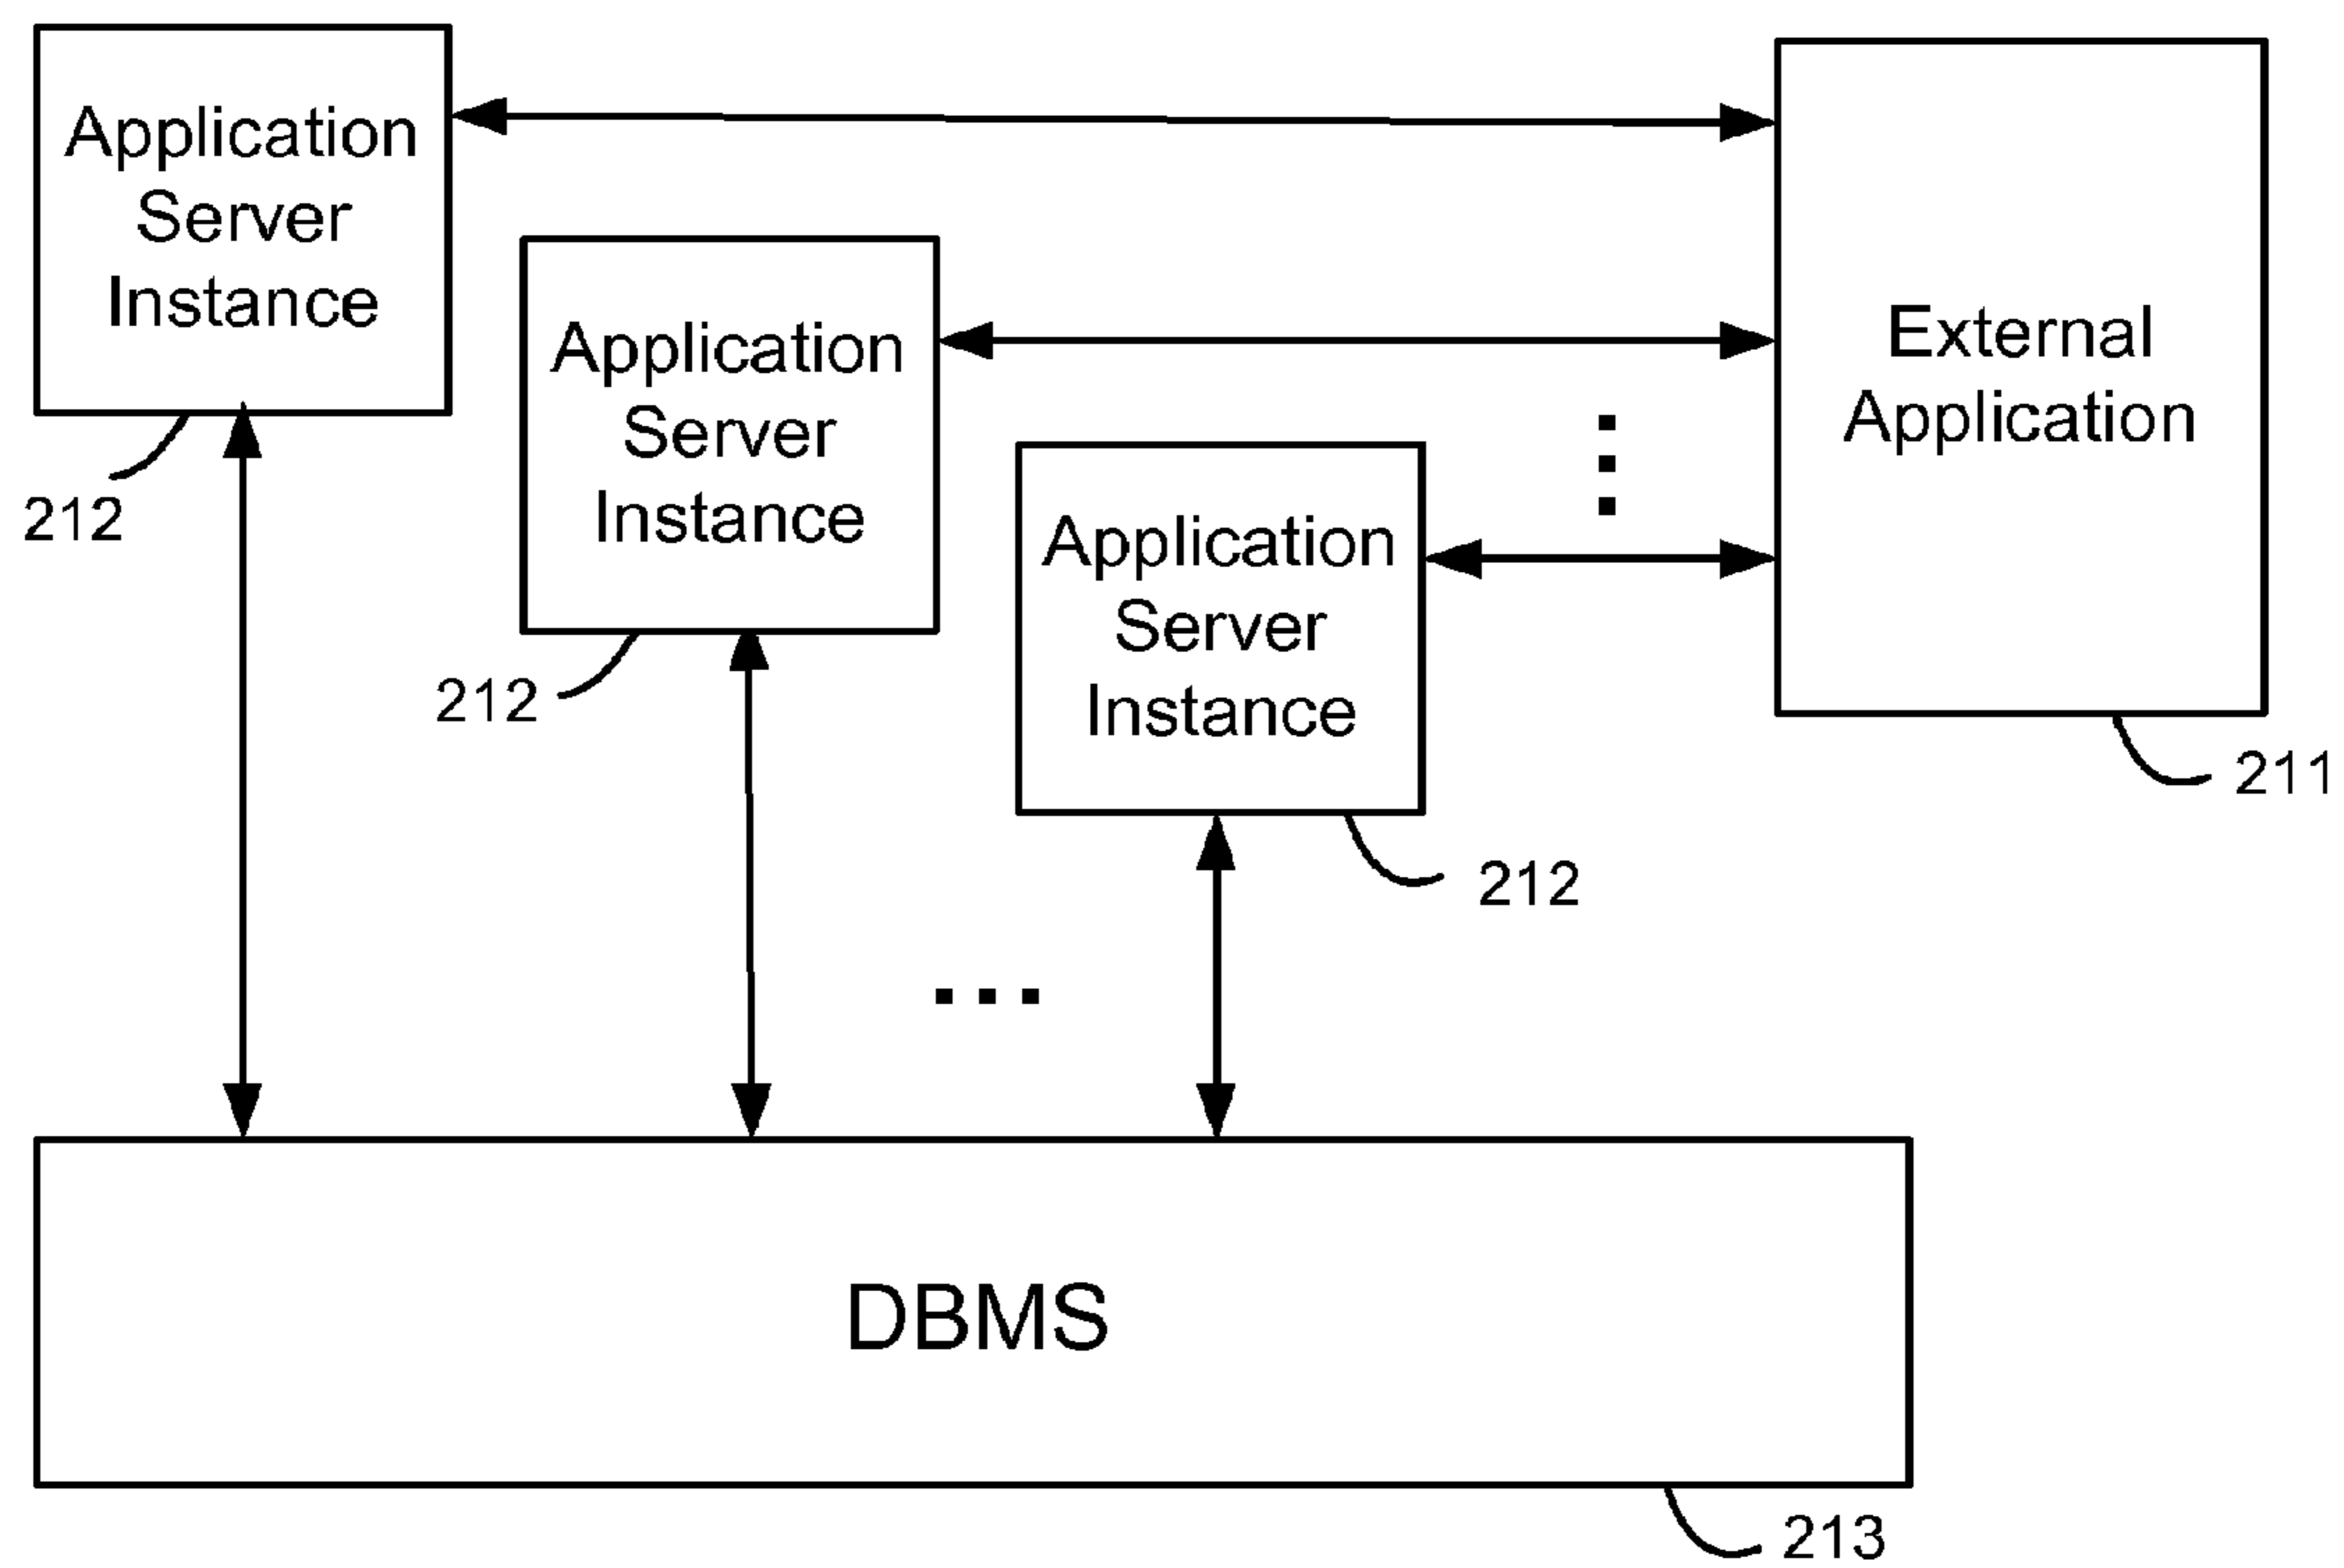 Application
Server
Instance
212
Application
Server
Instance
212
Application
Server
Instance
212
External
Application
211
DBMS
213